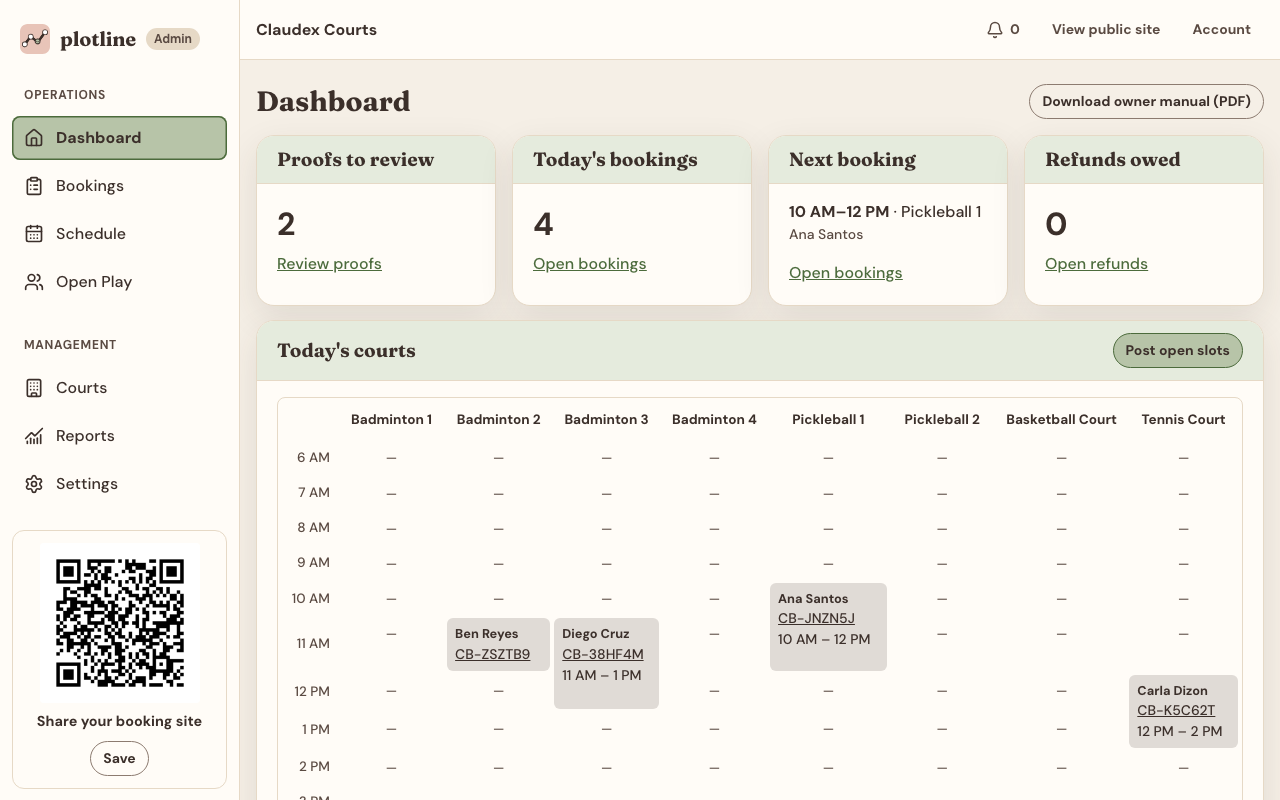 plotline Admin
OPERATIONS
Dashboard
Bookings
Schedule
Open Play
MANAGEMENT
Courts
Reports
Settings
Share your booking site
Save
Claudex Courts
0
View public site
Account
Dashboard
Download owner manual (PDF)
Proofs to review
2
Review proofs
Today's bookings
4
Open bookings
Next booking
10 AM–12 PM · Pickleball 1
Ana Santos
Open bookings
Refunds owed
0
Open refunds
Today's courts
Post open slots
Badminton 1 Badminton 2 Badminton 3 Badminton 4 Pickleball 1 Pickleball 2 Basketball Court Tennis Court
6 AM — — — — — — — —
7 AM — — — — — — — —
8 AM — — — — — — — —
9 AM — — — — — — — —
10 AM — — — — Ana Santos CB-JNZN5J 10 AM – 12 PM — — —
11 AM — Ben Reyes CB-ZSZTB9 Diego Cruz CB-38HF4M 11 AM – 1 PM — — — —
12 PM — — — — — — Carla Dizon CB-K5C62T 12 PM – 2 PM
1 PM — — — — — — —
2 PM — — — — — — — —